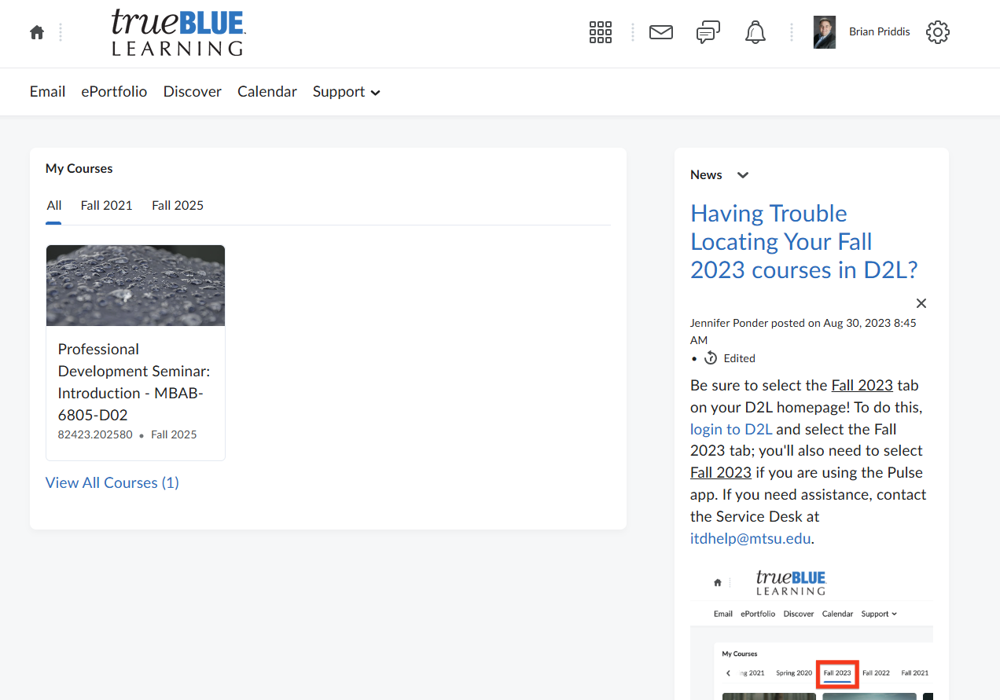 trueBLUE
LEARNING
Brian Priddis
Email ePortfolio Discover Calendar Support
My Courses
All Fall 2021 Fall 2025
Professional
Development Seminar:
Introduction - MBAB-
6805-D02
82423.202580 • Fall 2025
View All Courses (1)
News
Having Trouble
Locating Your Fall
2023 courses in D2L?
Jennifer Ponder posted on Aug 30, 2023 8:45
AM
• Edited
Be sure to select the Fall 2023 tab
on your D2L homepage! To do this,
login to D2L and select the Fall
2023 tab; you'll also need to select
Fall 2023 if you are using the Pulse
app. If you need assistance, contact
the Service Desk at
itdhelp@mtsu.edu.
trueBLUE
LEARNING
Email ePortfolio Discover Calendar Support
My Courses
ng 2021 Spring 2020 Fall 2023 Fall 2022 Fall 2021